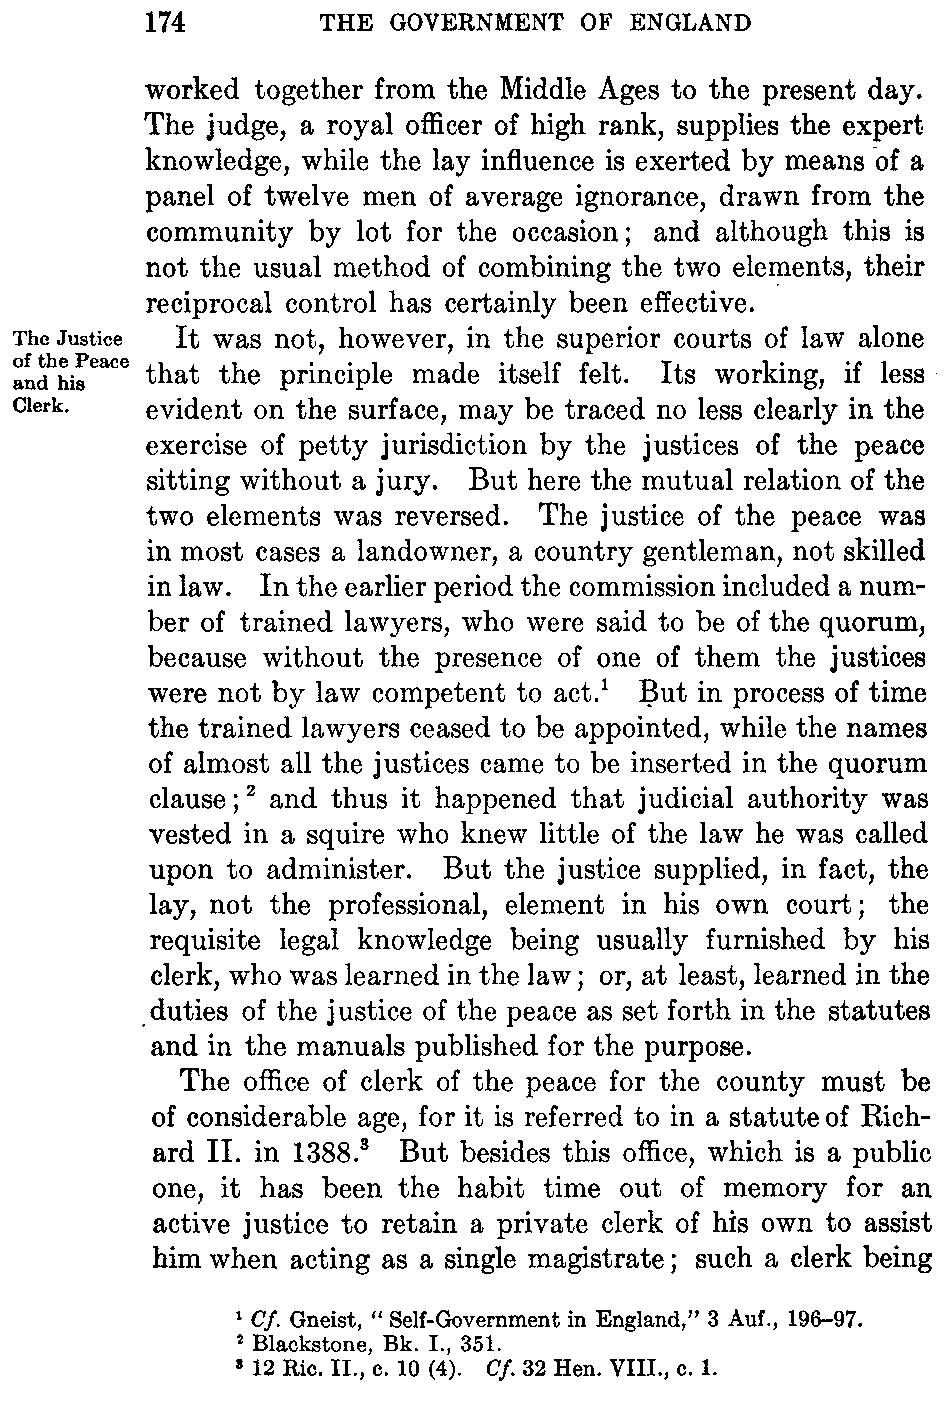 174 THE GOVERNMENT OF ENGLAND
worked together from the Middle Ages to the present day.
The judge, a royal officer of high rank, supplies the expert
knowledge, while the lay influence is exerted by means of a
panel of twelve men of average ignorance, drawn from the
community by lot for the occasion; and although this is
not the usual method of combining the two elements, their
reciprocal control has certainly been effective.
The Justice
of the Peace
and his
Clerk.
It was not, however, in the superior courts of law alone
that the principle made itself felt. Its working, if less
evident on the surface, may be traced no less clearly in the
exercise of petty jurisdiction by the justices of the peace
sitting without a jury. But here the mutual relation of the
two elements was reversed. The justice of the peace was
in most cases a landowner, a country gentleman, not skilled
in law. In the earlier period the commission included a num-
ber of trained lawyers, who were said to be of the quorum,
because without the presence of one of them the justices
were not by law competent to act.¹ But in process of time
the trained lawyers ceased to be appointed, while the names
of almost all the justices came to be inserted in the quorum
clause;² and thus it happened that judicial authority was
vested in a squire who knew little of the law he was called
upon to administer. But the justice supplied, in fact, the
lay, not the professional, element in his own court; the
requisite legal knowledge being usually furnished by his
clerk, who was learned in the law; or, at least, learned in the
duties of the justice of the peace as set forth in the statutes
and in the manuals published for the purpose.
The office of clerk of the peace for the county must be
of considerable age, for it is referred to in a statute of Rich-
ard II. in 1388.³ But besides this office, which is a public
one, it has been the habit time out of memory for an
active justice to retain a private clerk of his own to assist
him when acting as a single magistrate; such a clerk being
¹ Cf. Gneist, "Self-Government in England," 3 Auf., 196–97.
² Blackstone, Bk. I., 351.
³ 12 Ric. II., c. 10 (4). Cf. 32 Hen. VIII., c. 1.